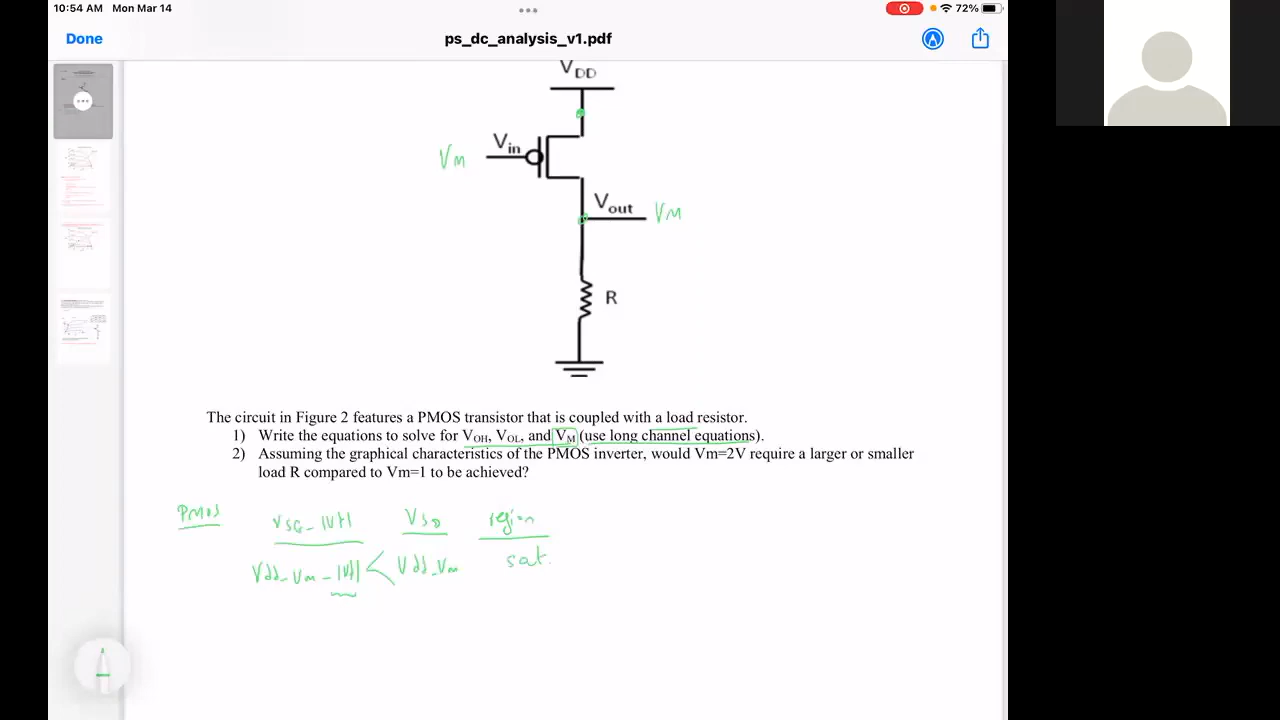 10:54 AM Mon Mar 14
72%
Done
ps_dc_analysis_v1.pdf
VDD
Vin
VM
Vout
VM
R
The circuit in Figure 2 features a PMOS transistor that is coupled with a load resistor.
1) Write the equations to solve for VOH, VOL, and VM (use long channel equations).
2) Assuming the graphical characteristics of the PMOS inverter, would Vm=2V require a larger or smaller
load R compared to Vm=1 to be achieved?
PMOS VSG - |Vt| VSD region
Vdd - Vm - |Vt| < Vdd - Vm sat.